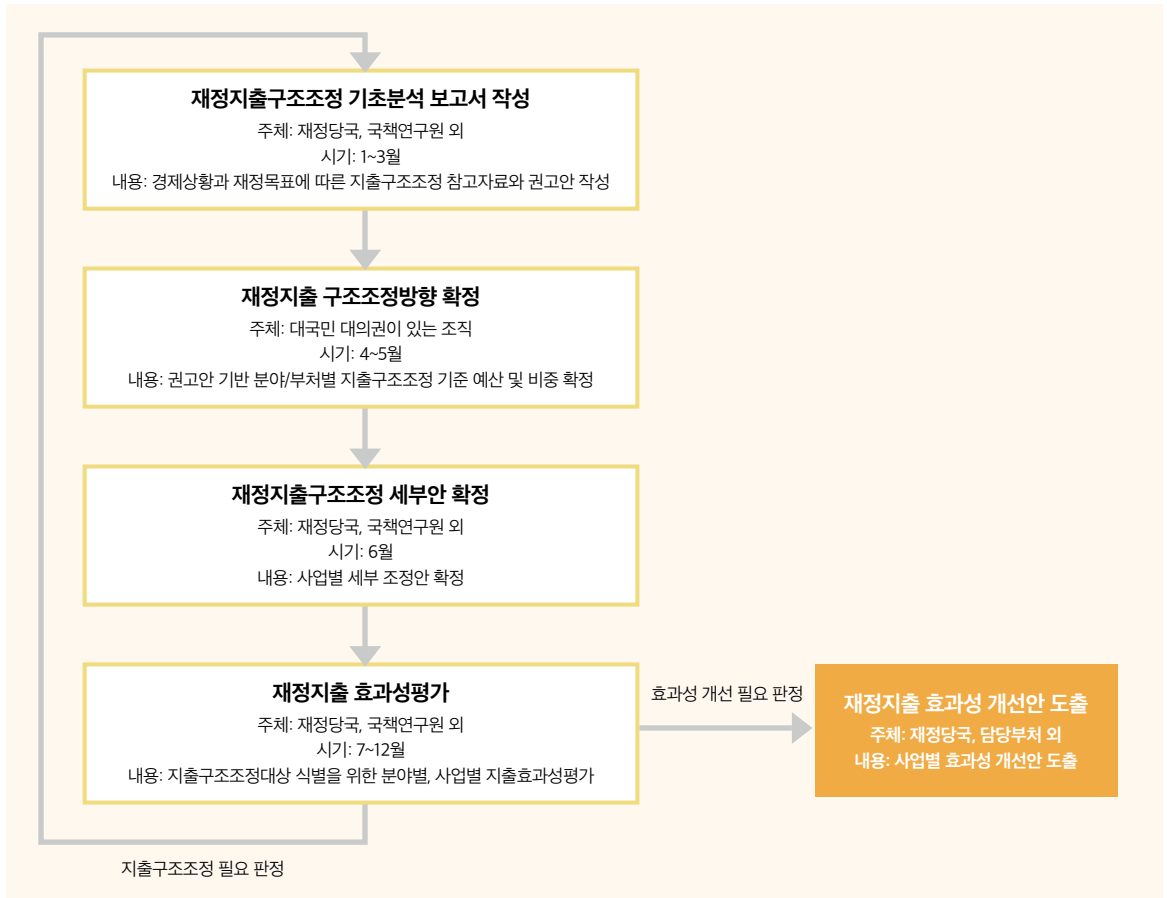 재정지출구조조정 기초분석 보고서 작성
주체: 재정당국, 국책연구원 외
시기: 1~3월
내용: 경제상황과 재정목표에 따른 지출구조조정 참고자료와 권고안 작성
재정지출 구조조정방향 확정
주체: 대국민 대의권이 있는 조직
시기: 4~5월
내용: 권고안 기반 분야/부처별 지출구조조정 기준 예산 및 비중 확정
재정지출구조조정 세부안 확정
주체: 재정당국, 국책연구원 외
시기: 6월
내용: 사업별 세부 조정안 확정
재정지출 효과성평가
주체: 재정당국, 국책연구원 외
시기: 7~12월
내용: 지출구조조정대상 식별을 위한 분야별, 사업별 지출효과성평가
효과성 개선 필요 판정
재정지출 효과성 개선안 도출
주체: 재정당국, 담당부처 외
내용: 사업별 효과성 개선안 도출
지출구조조정 필요 판정